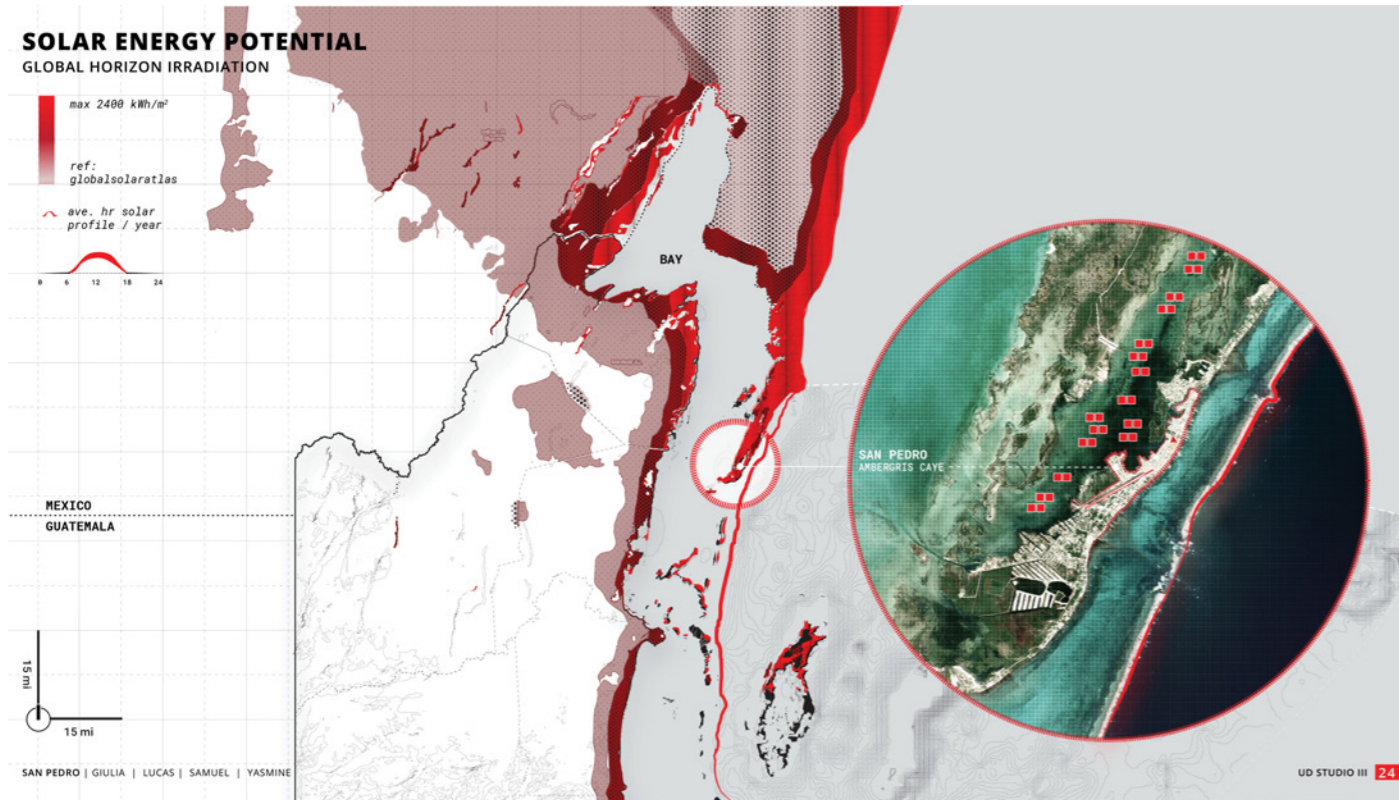 SOLAR ENERGY POTENTIAL
GLOBAL HORIZON IRRADIATION
max 2400 kWh/m²
ref:
globalsolaratlas
ave. hr solar
profile / year
0 6 12 18 24
BAY
SAN PEDRO
AMBERGRIS CAYE
MEXICO
GUATEMALA
15 mi
15 mi
SAN PEDRO | GIULIA | LUCAS | SAMUEL | YASMINE
UD STUDIO III 24